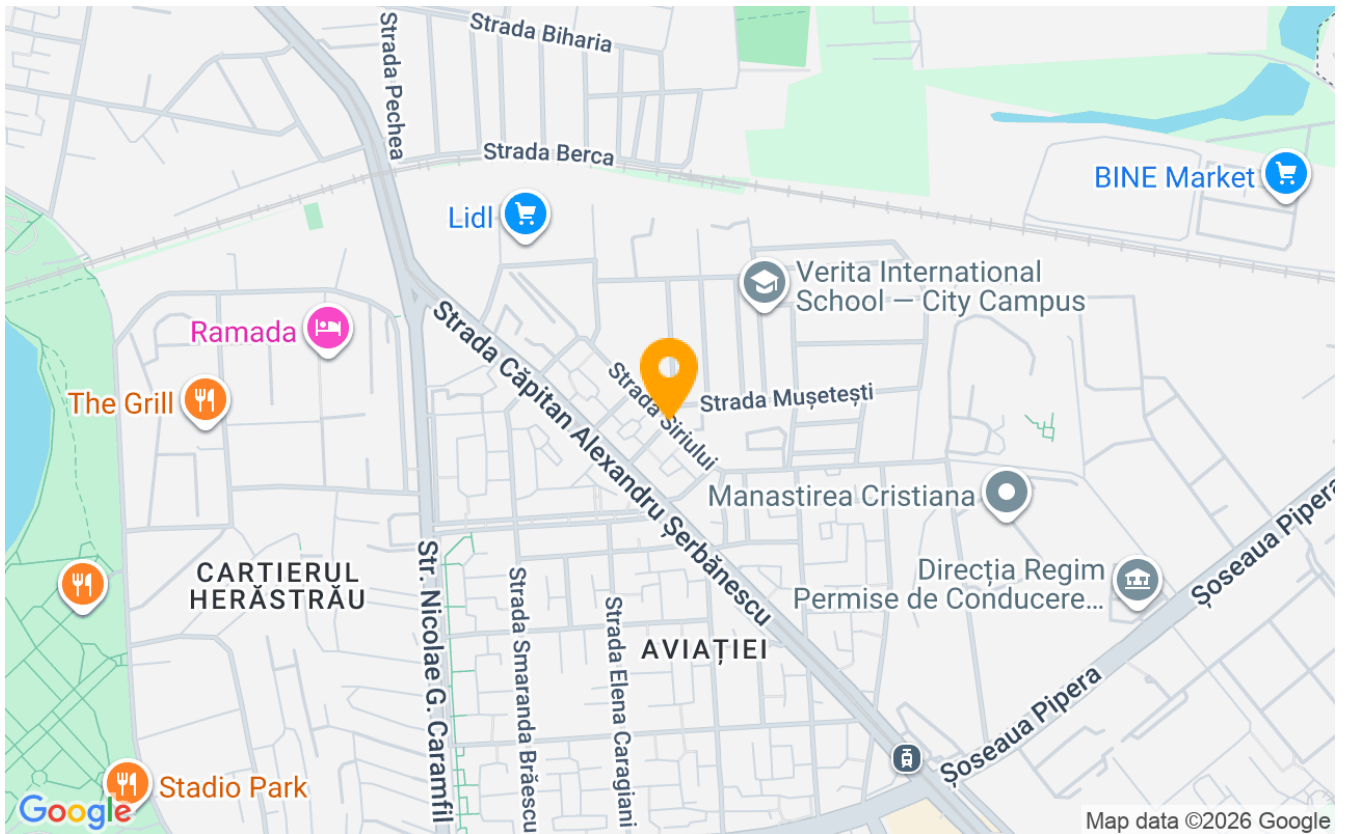 Strada Biharia
Strada Pechea
Strada Berca
BINE Market
Lidl
Verita International
School — City Campus
Ramada
Strada Căpitan Alexandru Șerbănescu
The Grill
Strada Siriului
Strada Mușetești
Manastirea Cristiana
Șoseaua Pipera
CARTIERUL
HERĂSTRĂU
Str. Nicolae G. Caramfil
Strada Smaranda Brăescu
Strada Elena Caragiani
Direcția Regim
Permise de Conducere...
AVIAȚIEI
Șoseaua Pipera
Stadio Park
Google
Map data ©2026 Google